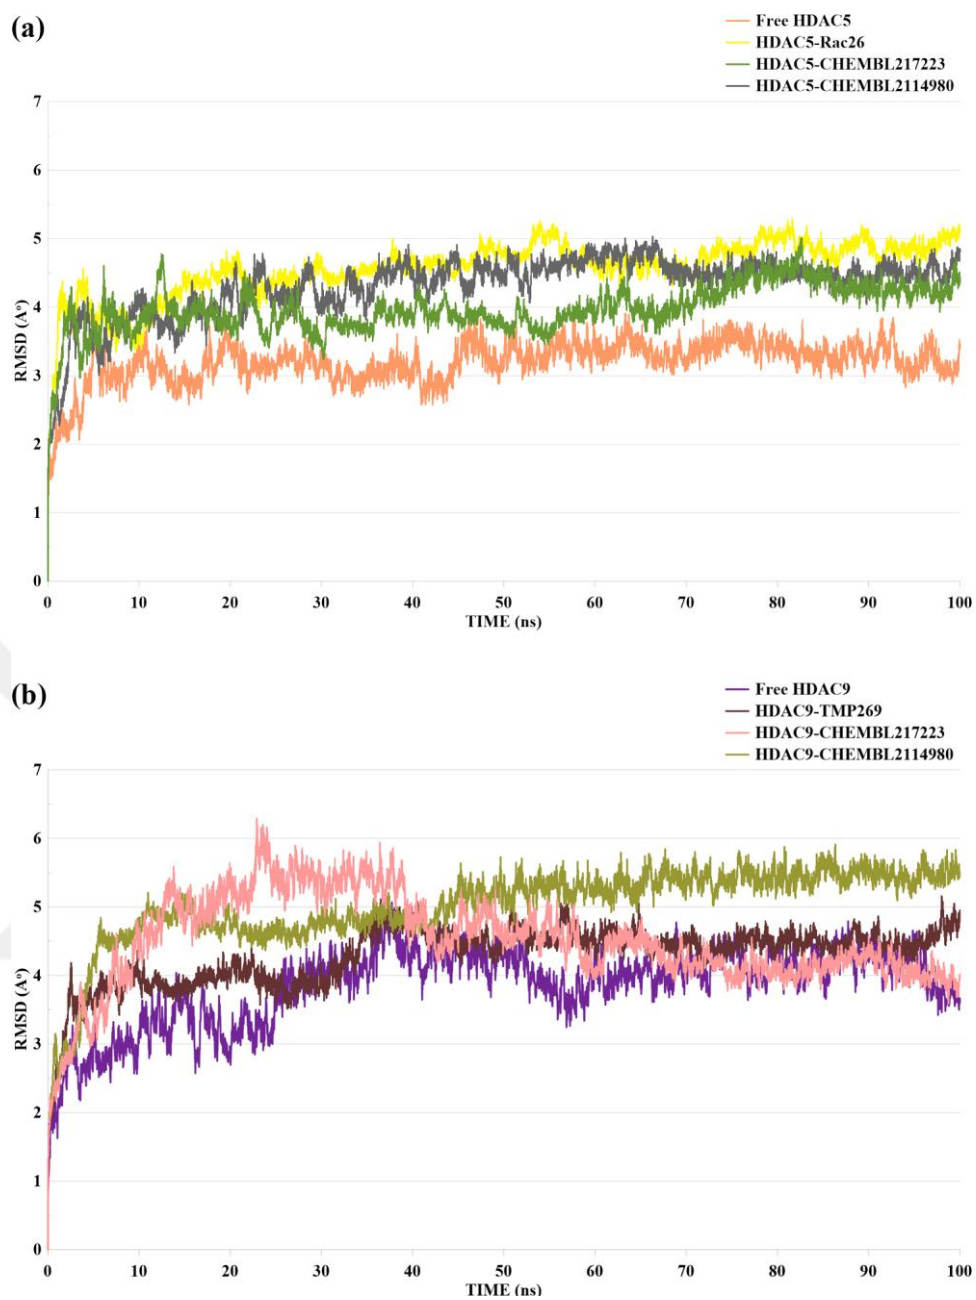 (a)
Free HDAC5
HDAC5-Rac26
HDAC5-CHEMBL217223
HDAC5-CHEMBL2114980
7
6
5
4
3
2
1
0
RMSD (Aº)
0 10 20 30 40 50 60 70 80 90 100
TIME (ns)
(b)
Free HDAC9
HDAC9-TMP269
HDAC9-CHEMBL217223
HDAC9-CHEMBL2114980
7
6
5
4
3
2
1
0
RMSD (Aº)
0 10 20 30 40 50 60 70 80 90 100
TIME (ns)